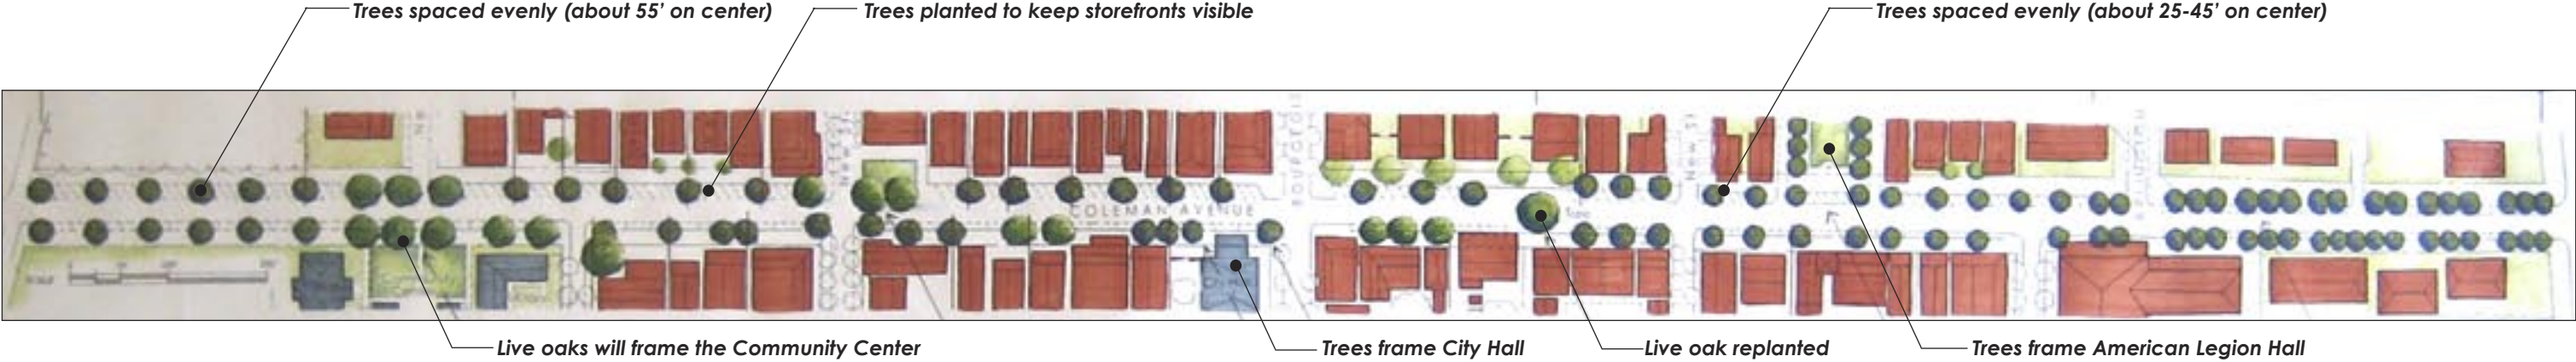 Trees spaced evenly (about 55’ on center)
Trees planted to keep storefronts visible
Trees spaced evenly (about 25-45’ on center)
COLEMAN AVENUE
Live oaks will frame the Community Center
Trees frame City Hall
Live oak replanted
Trees frame American Legion Hall